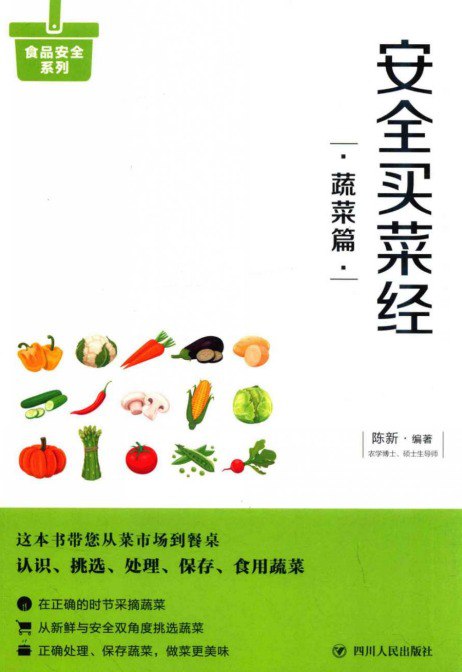 食品安全
系列
安全买菜经
·蔬菜篇·
陈新·编著
农学博士、硕士生导师
这本书带您从菜市场到餐桌
认识、挑选、处理、保存、食用蔬菜
在正确的时节采摘蔬菜
从新鲜与安全双角度挑选蔬菜
正确处理、保存蔬菜，做菜更美味
四川人民出版社